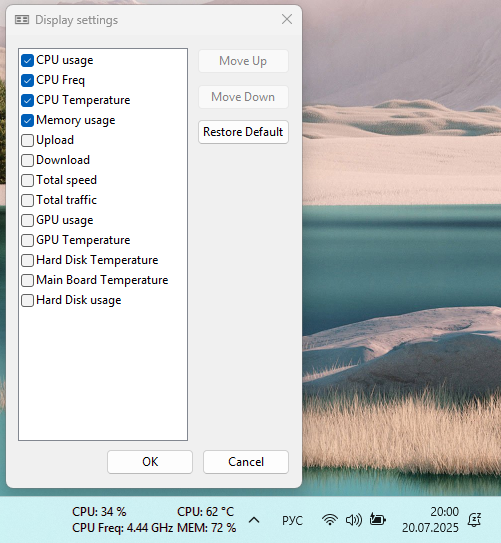 Display settings
CPU usage
CPU Freq
CPU Temperature
Memory usage
Upload
Download
Total speed
Total traffic
GPU usage
GPU Temperature
Hard Disk Temperature
Main Board Temperature
Hard Disk usage
Move Up
Move Down
Restore Default
OK
Cancel
CPU: 34 % CPU: 62 °C
CPU Freq: 4.44 GHz MEM: 72 %
РУС
20:00
20.07.2025